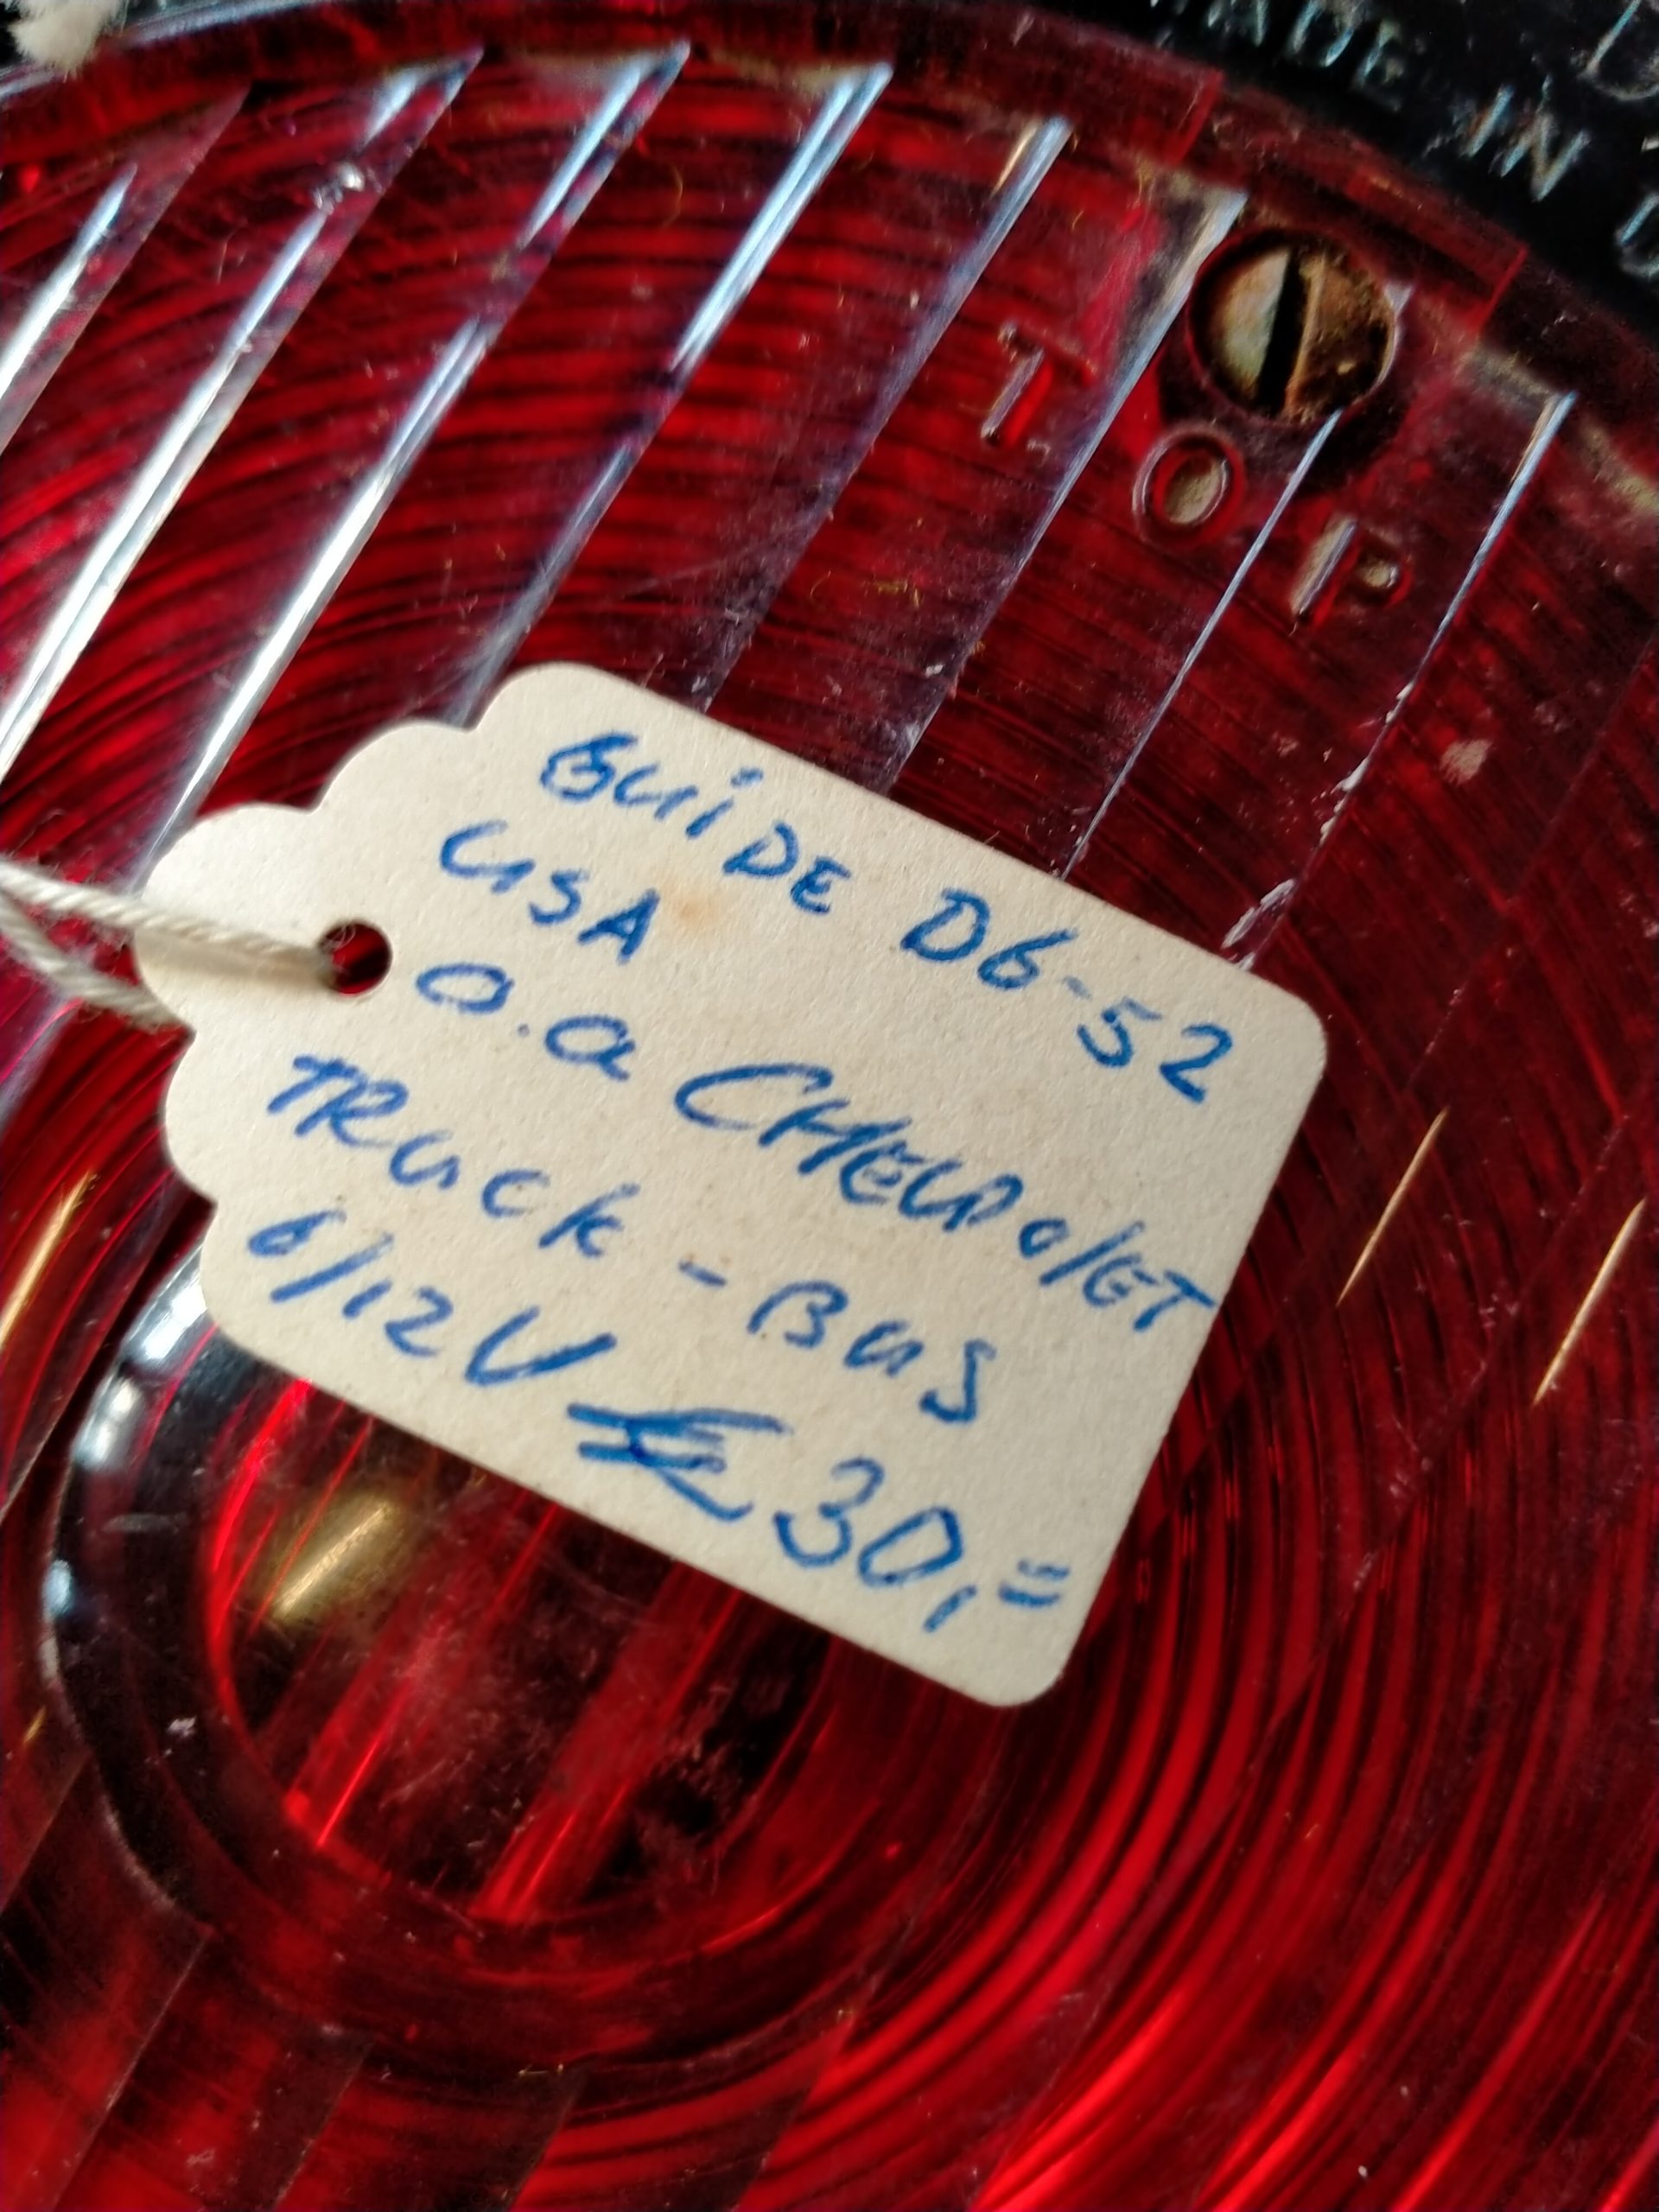 MADE IN U
TOP
GUIDE D6-52
USA
O.a CHEVROLET
TRUCK - BUS
6/12V € 30,=